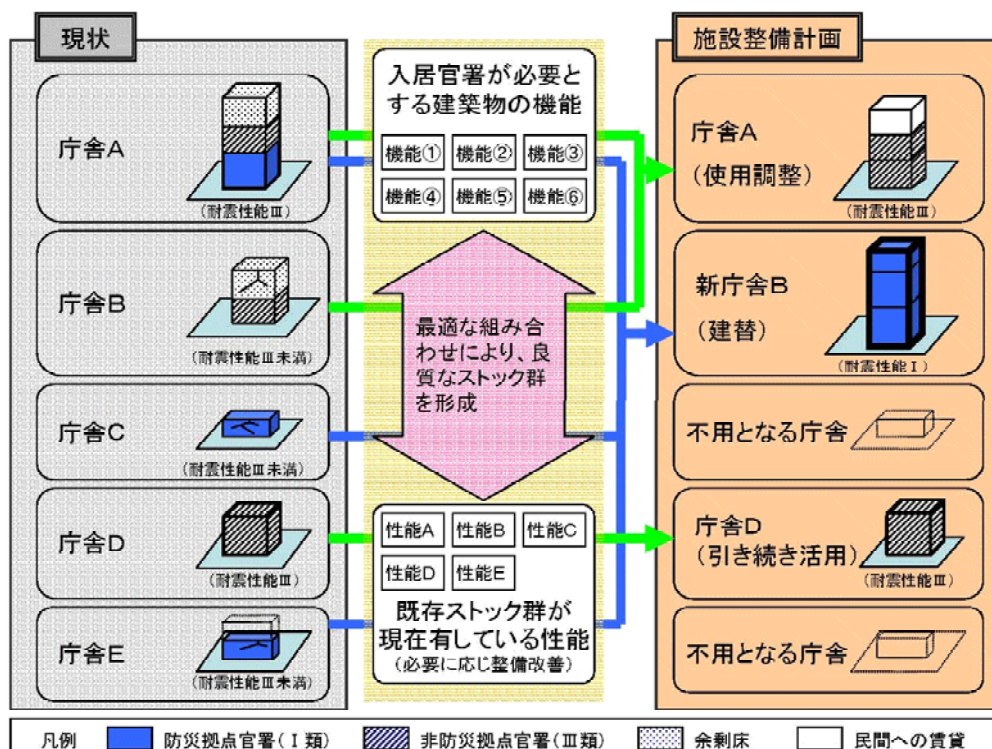 現状
庁舎A
(耐震性能Ⅲ)
庁舎B
(耐震性能Ⅲ未満)
庁舎C
(耐震性能Ⅲ未満)
庁舎D
(耐震性能Ⅲ)
庁舎E
(耐震性能Ⅲ未満)
入居官署が必要と
する建築物の機能
機能① 機能② 機能③
機能④ 機能⑤ 機能⑥
最適な組み合
わせにより、良
質なストック群
を形成
性能A 性能B 性能C
性能D 性能E
既存ストック群が
現在有している性能
(必要に応じ整備改善)
施設整備計画
庁舎A
(使用調整)
(耐震性能Ⅲ)
新庁舎B
(建替)
(耐震性能Ⅰ)
不用となる庁舎
庁舎D
(引き続き活用)
(耐震性能Ⅲ)
不用となる庁舎
凡例 防災拠点官署(Ⅰ類) 非防災拠点官署(Ⅲ類) 余剰床 民間への賃貸